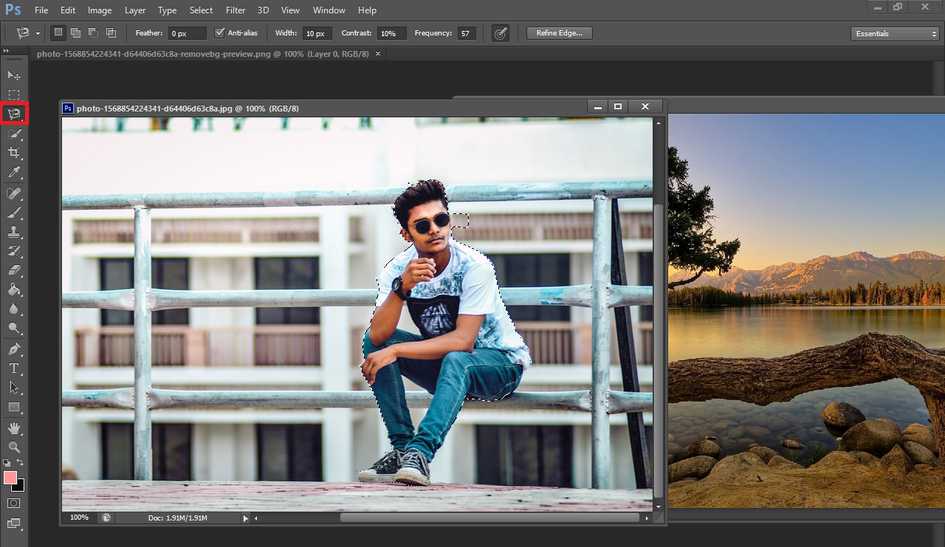 Ps File Edit Image Layer Type Select Filter 3D View Window Help
Feather: 0 px Anti-alias Width: 10 px Contrast: 10% Frequency: 57 Refine Edge... Essentials
photo-1568854224341-d64406d63c8a-removebg-preview.png @ 100% (Layer 0, RGB/8) ×
Ps photo-1568854224341-d64406d63c8a.jpg @ 100% (RGB/8)
T
100% Doc: 1.91M/1.91M